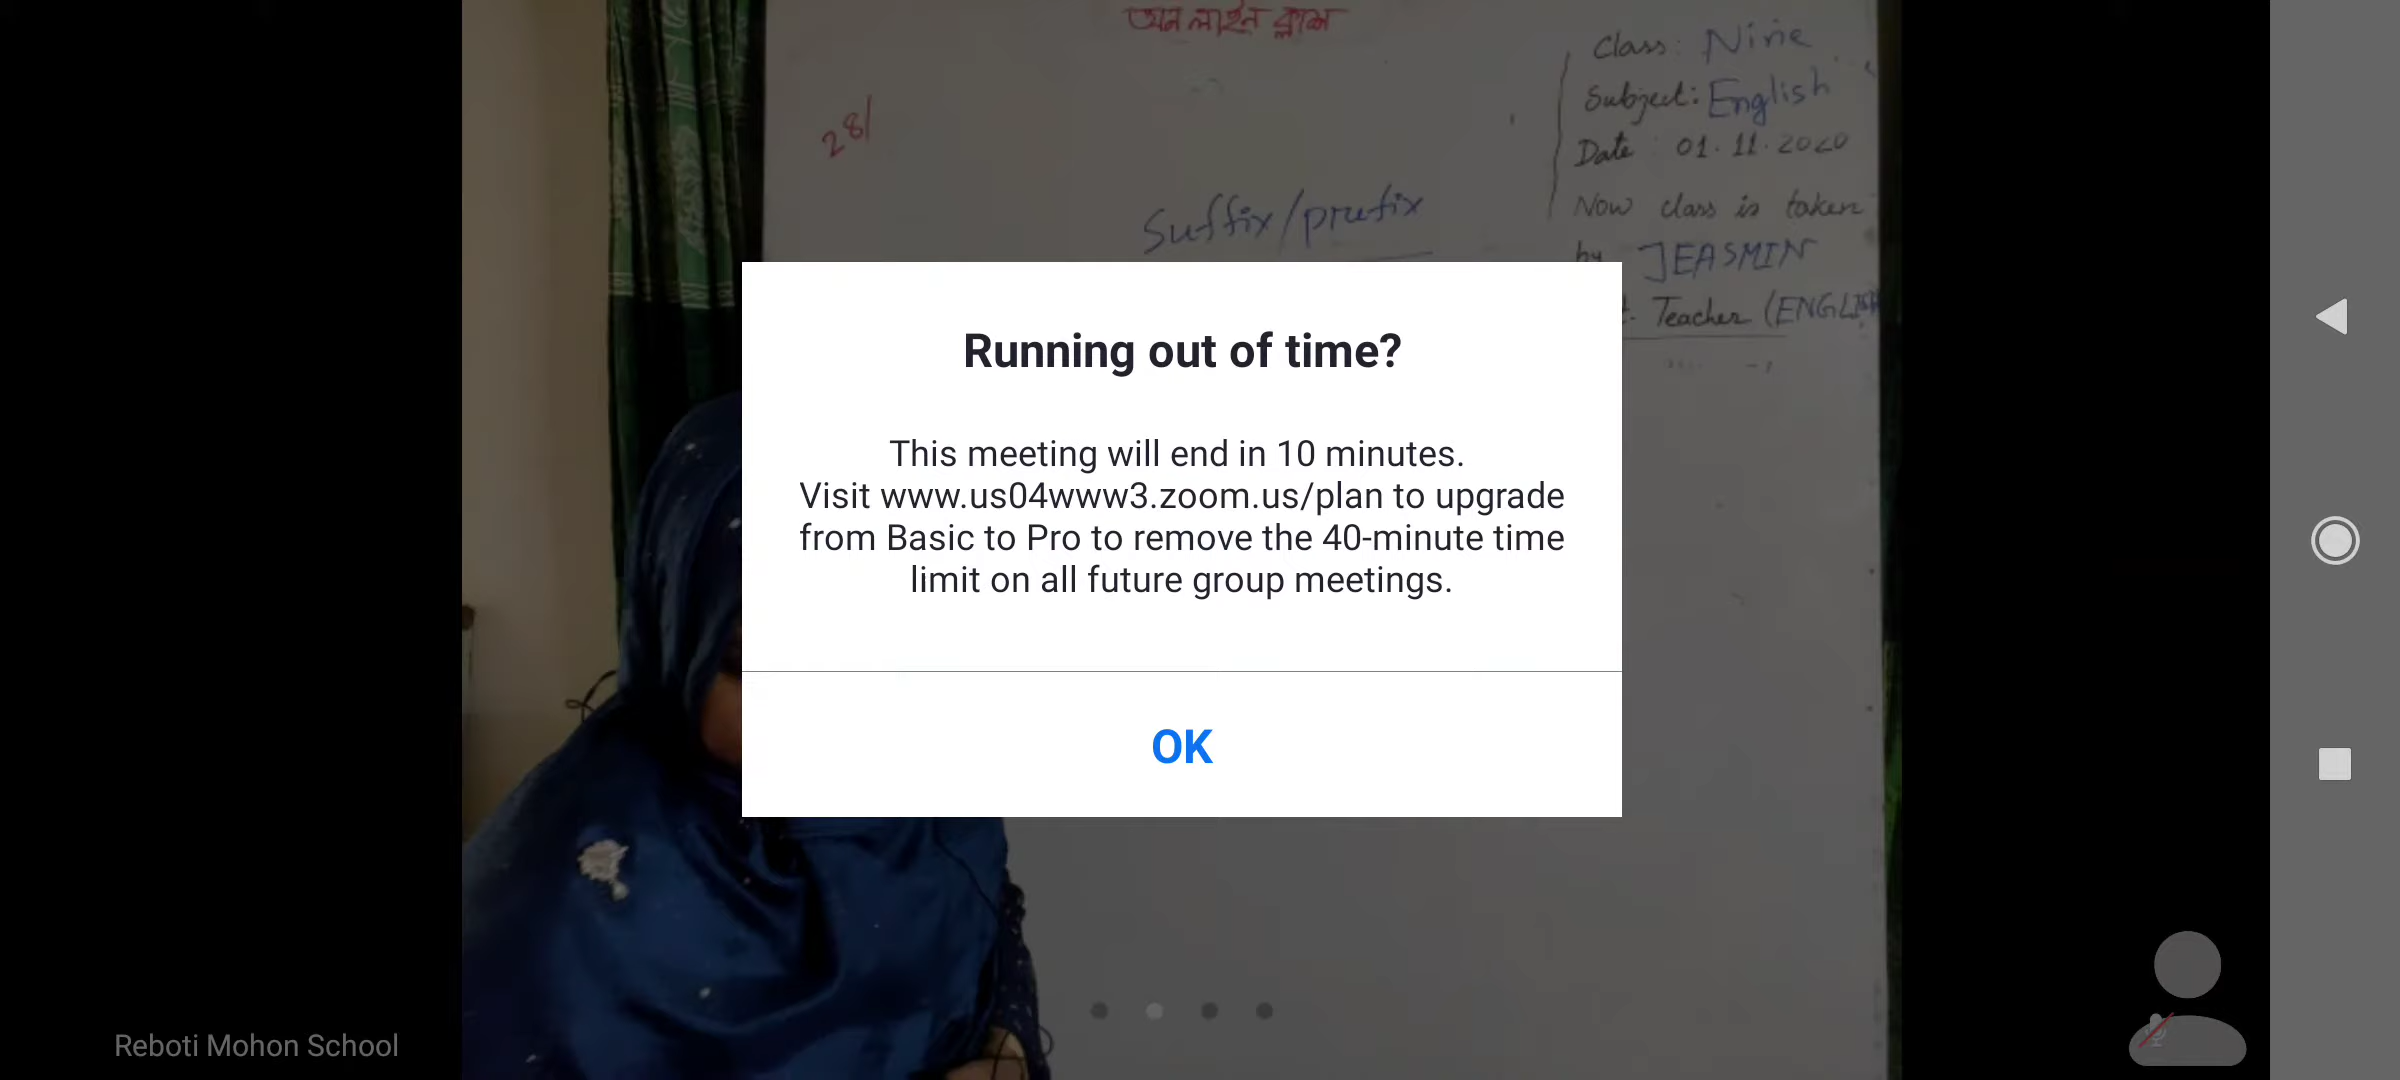 অন লাইন ক্লাশ
Class: Nine
Subject: English
Date: 01.11.2020
28/
Now class is taken
Suffix/prefix
by JEASMIN
Teacher (ENGLISH
Running out of time?
This meeting will end in 10 minutes.
Visit www.us04www3.zoom.us/plan to upgrade
from Basic to Pro to remove the 40-minute time
limit on all future group meetings.
OK
Reboti Mohon School